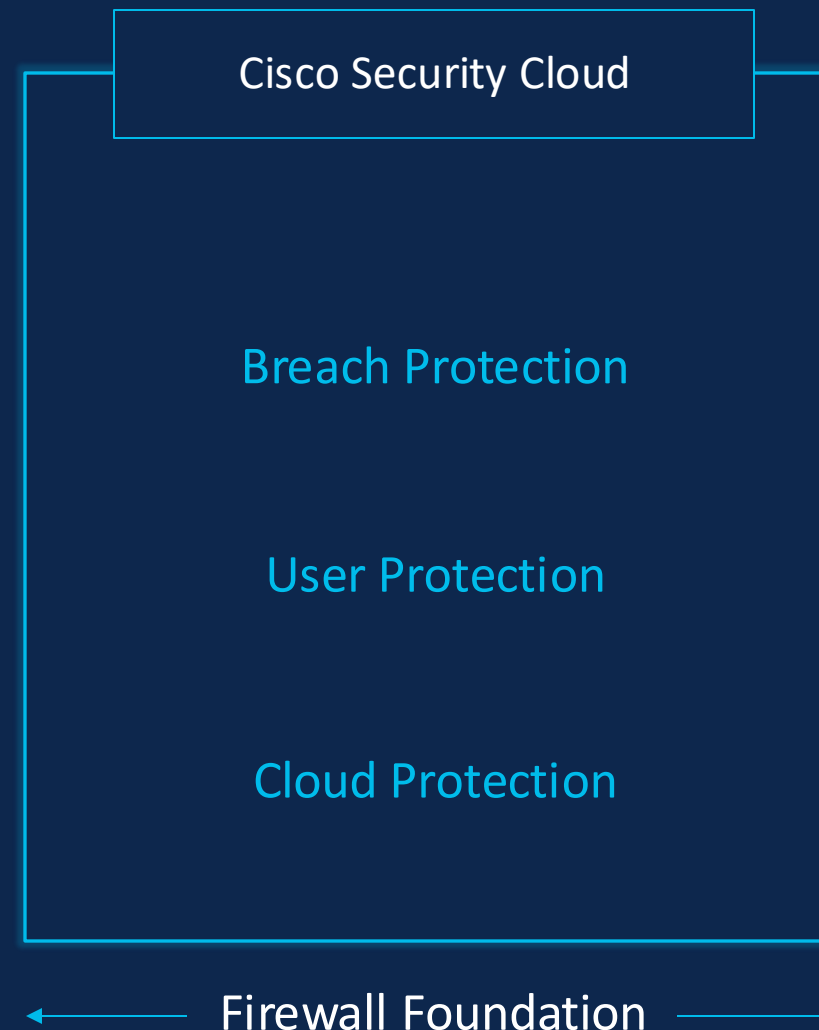 Cisco Security Cloud
Breach Protection
User Protection
Cloud Protection
Firewall Foundation